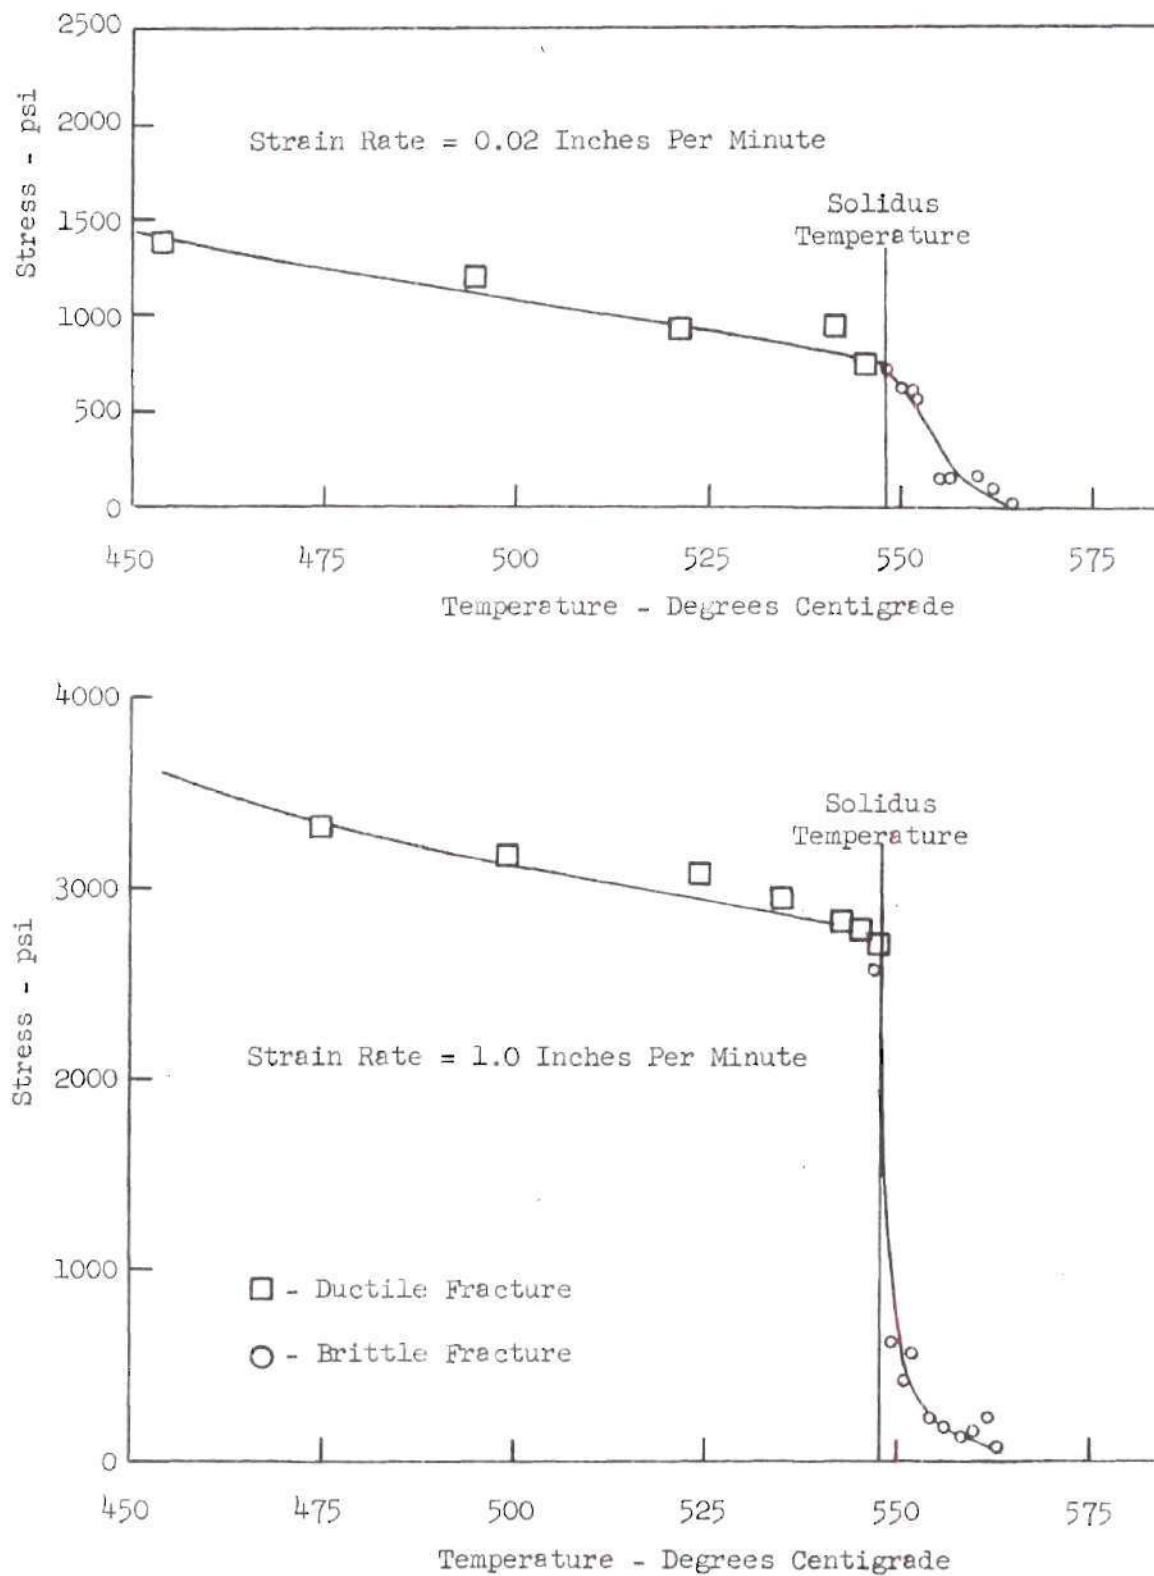 2500
2000
1500
1000
500
0
Stress - psi
Strain Rate = 0.02 Inches Per Minute
Solidus
Temperature
450 475 500 525 550 575
Temperature - Degrees Centigrade
4000
3000
2000
1000
0
Stress - psi
Solidus
Temperature
Strain Rate = 1.0 Inches Per Minute
- Ductile Fracture
- Brittle Fracture
450 475 500 525 550 575
Temperature - Degrees Centigrade